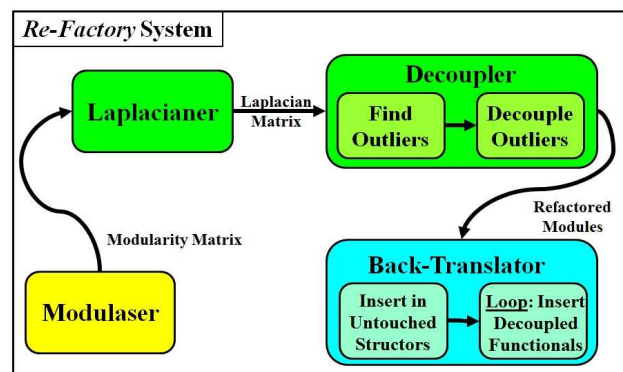 Re-Factory System
Laplacianer
Laplacian
Matrix
Decoupler
Find
Outliers
Decouple
Outliers
Modularity Matrix
Refactored
Modules
Modulaser
Back-Translator
Insert in
Untouched
Structors
Loop: Insert
Decoupled
Functionals